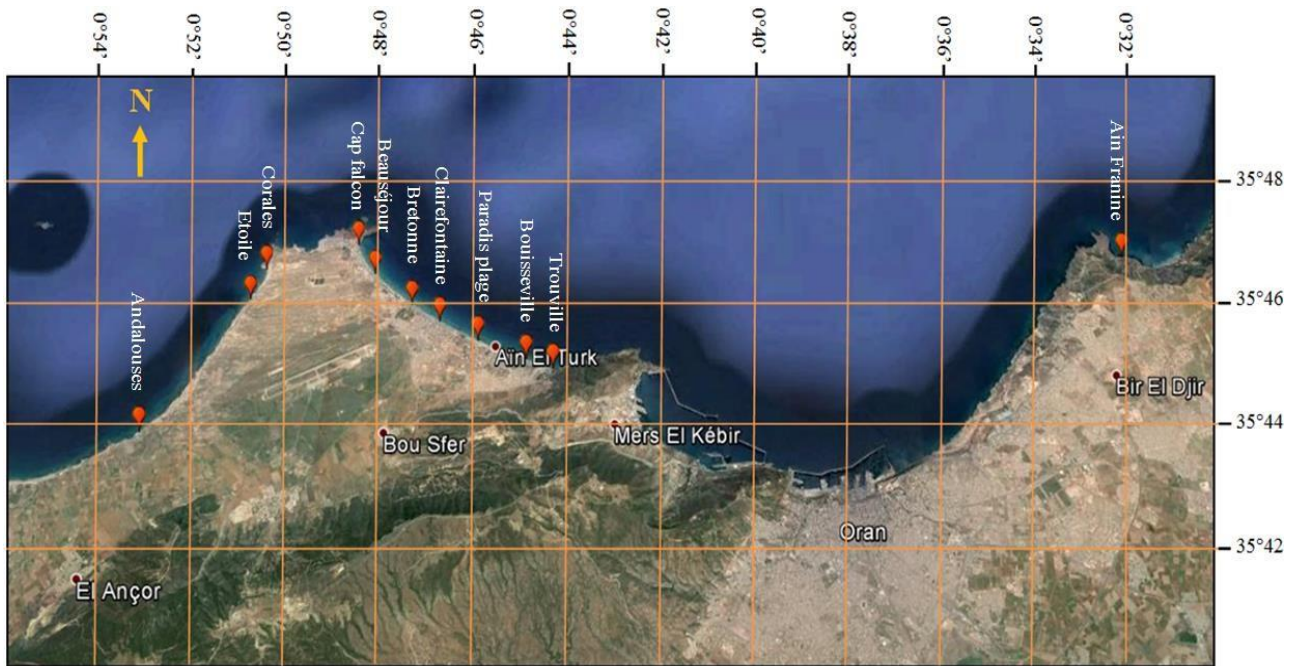 0°54’
0°52’
0°50’
0°48’
0°46’
0°44’
0°42’
0°40’
0°38’
0°36’
0°34’
0°32’
N
35°48
35°46
35°44
35°42
Andalouses
Etoile
Corales
Cap falcon
Beauséjour
Bretonne
Clairefontaine
Paradis plage
Bouisseville
Trouville
Ain Franine
Aïn El Turk
Bir El Djir
Bou Sfer
Mers El Kébir
Oran
El Ançor